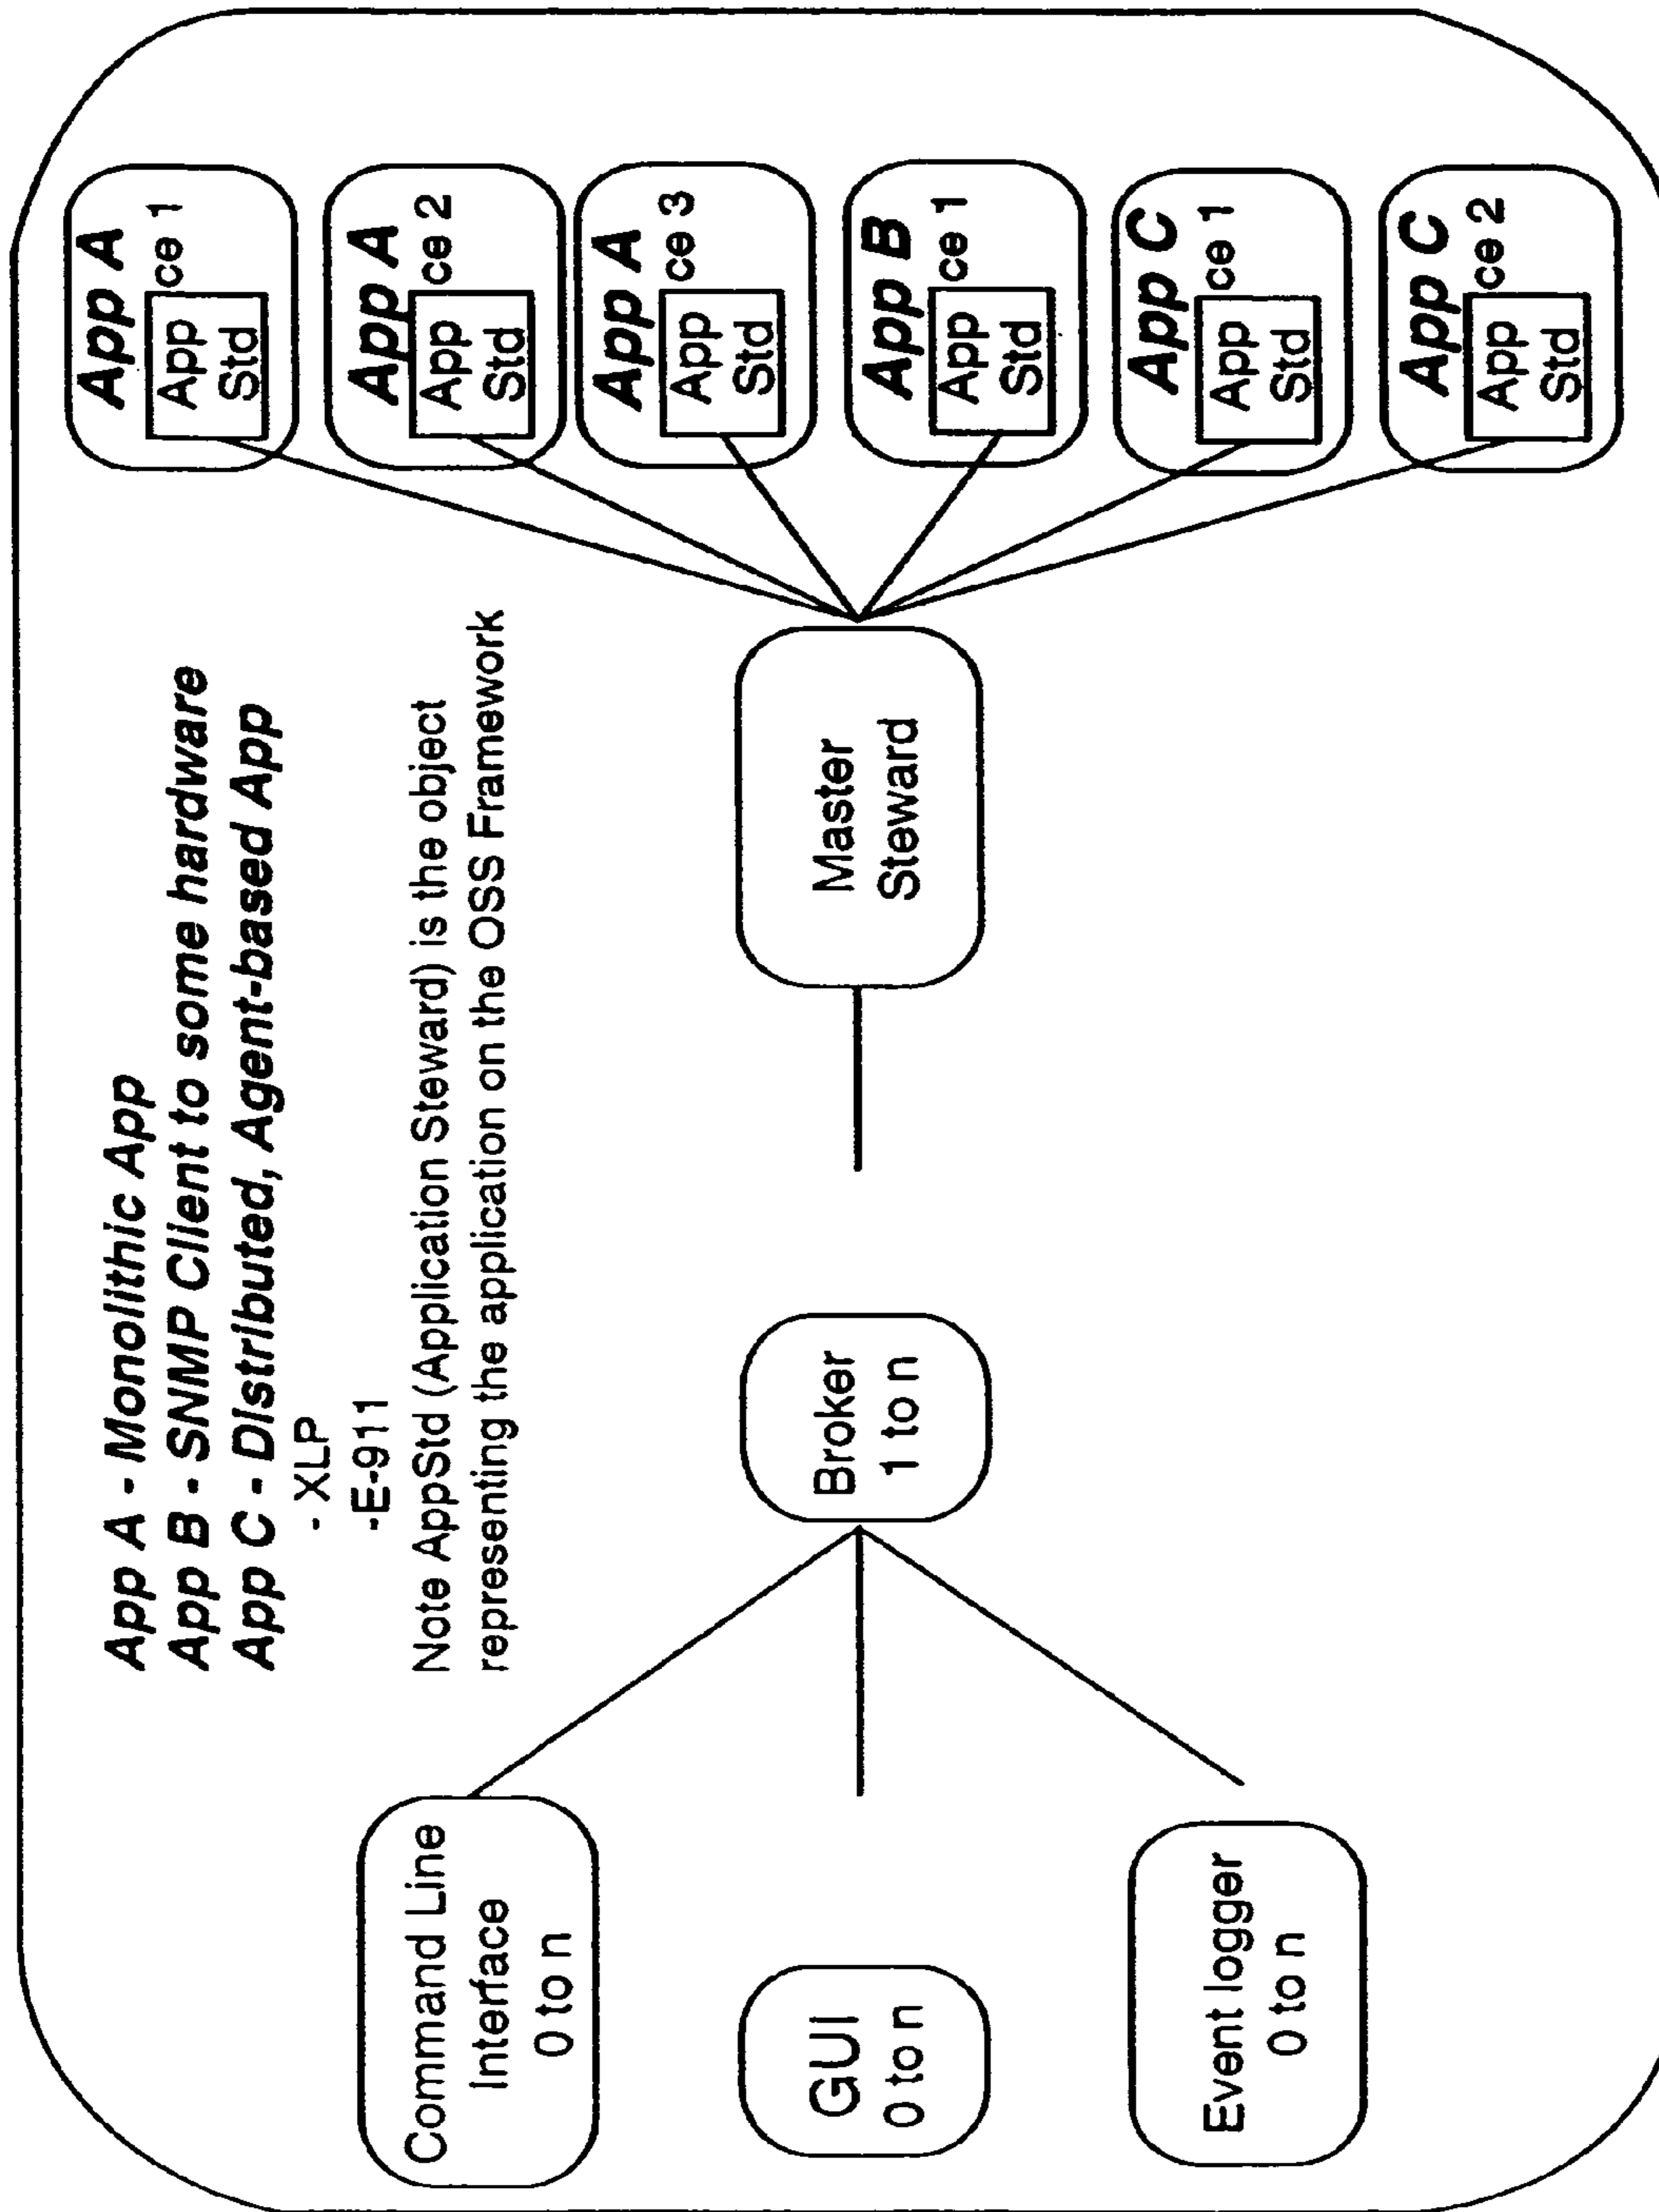 App A - Monolithic App
App B - SNMP Client to some hardware
App C - Distributed, Agent-based App
- XLP
-E-911
Note AppStd (Application Steward) is the object
representing the application on the OSS Framework
Command Line
Interface
0 to n
GUI
0 to n
Event logger
0 to n
Broker
1 to n
Master
Steward
App A
ce 1
App
Std
App A
ce 2
App
Std
App A
ce 3
App
Std
App B
ce 1
App
Std
App C
ce 1
App
Std
App C
ce 2
App
Std